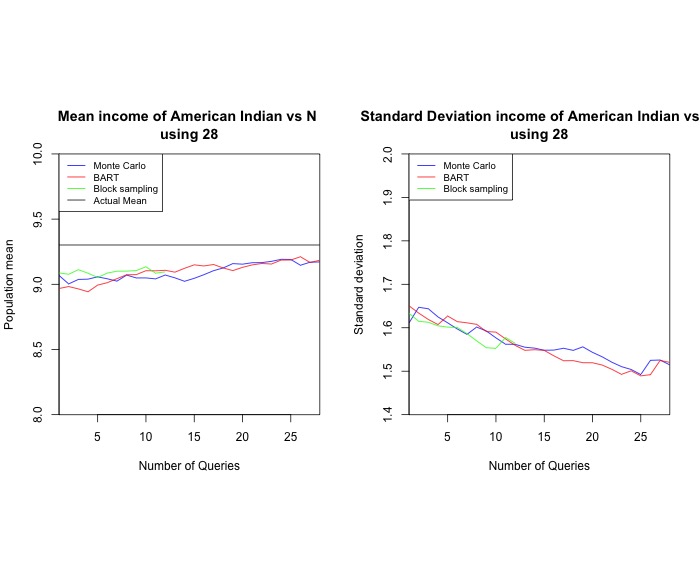 Mean income of American Indian vs N
using 28
Population mean
10.0
9.5
9.0
8.5
8.0
Monte Carlo
BART
Block sampling
Actual Mean
5 10 15 20 25
Number of Queries
Standard Deviation income of American Indian vs
using 28
Standard deviation
2.0
1.9
1.8
1.7
1.6
1.5
1.4
Monte Carlo
BART
Block sampling
5 10 15 20 25
Number of Queries